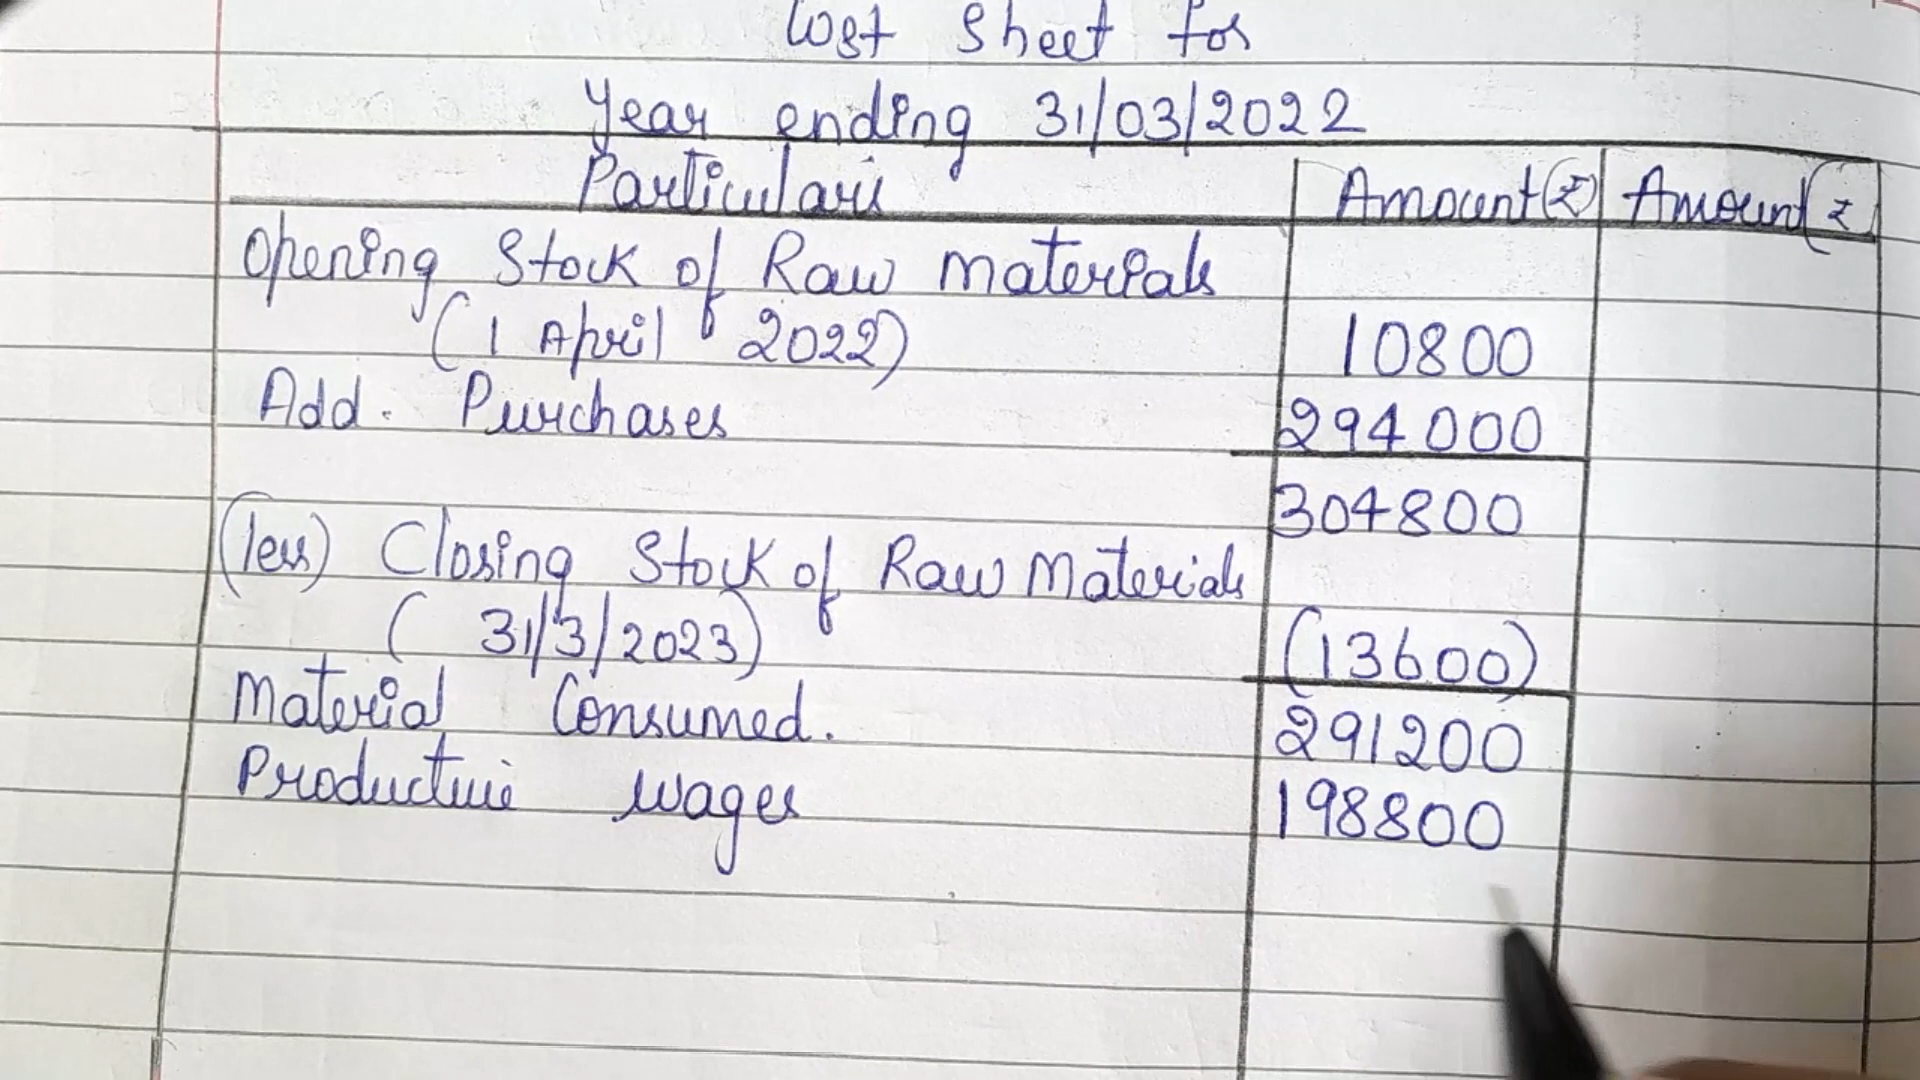 Cost Sheet for
Year ending 31/03/2022
Particulars Amount(₹) Amount(₹
Opening Stock of Raw Materials
(1 April 2022) 10800
Add. Purchases 294000
304800
(less) Closing Stock of Raw Materials
( 31/3/2023) (13600)
Material Consumed. 291200
Productive wages 198800